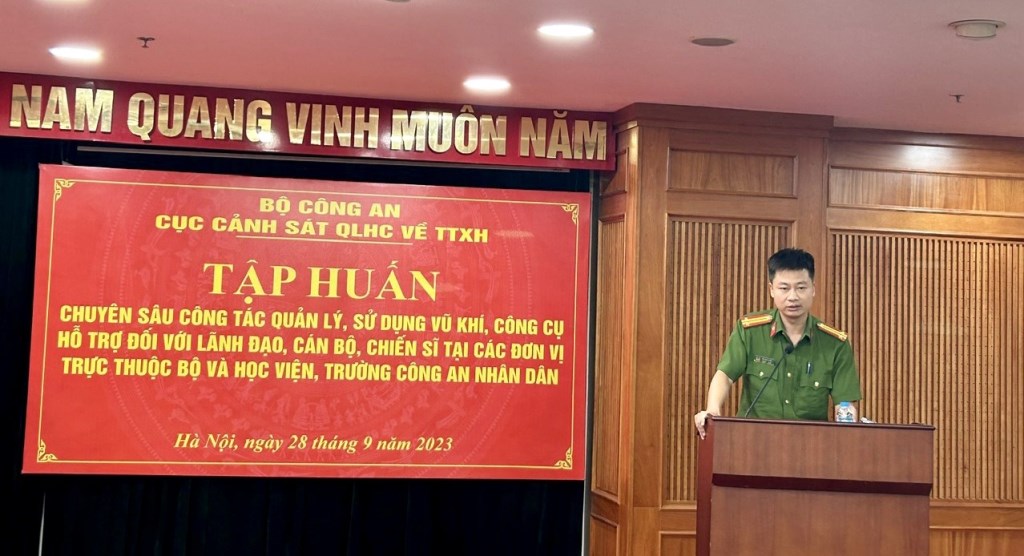 NAM QUANG VINH MUÔN NĂM
BỘ CÔNG AN
CỤC CẢNH SÁT QLHC VỀ TTXH
TẬP HUẤN
CHUYÊN SÂU CÔNG TÁC QUẢN LÝ, SỬ DỤNG VŨ KHÍ, CÔNG CỤ
HỖ TRỢ ĐỐI VỚI LÃNH ĐẠO, CÁN BỘ, CHIẾN SĨ TẠI CÁC ĐƠN VỊ
TRỰC THUỘC BỘ VÀ HỌC VIỆN, TRƯỜNG CÔNG AN NHÂN DÂN
Hà Nội, ngày 28 tháng 9 năm 2023